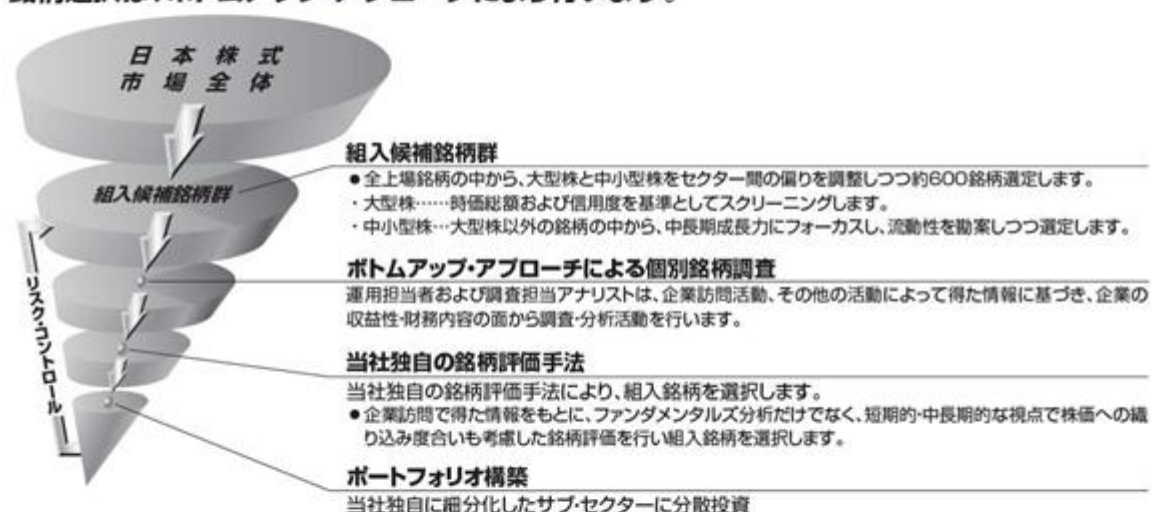 日本株式
市場全体
組入候補銘柄群
リスク・コントロール
組入候補銘柄群
●全上場銘柄の中から、大型株と中小型株をセクター間の偏りを調整しつつ約600銘柄選定します。
・大型株……時価総額および信用度を基準としてスクリーニングします。
・中小型株…大型株以外の銘柄の中から、中長期成長力にフォーカスし、流動性を勘案しつつ選定します。
ボトムアップ・アプローチによる個別銘柄調査
運用担当者および調査担当アナリストは、企業訪問活動、その他の活動によって得た情報に基づき、企業の
収益性・財務内容の面から調査・分析活動を行います。
当社独自の銘柄評価手法
当社独自の銘柄評価手法により、組入銘柄を選択します。
●企業訪問で得た情報をもとに、ファンダメンタルズ分析だけでなく、短期的・中長期的な視点で株価への織
り込み度合いも考慮した銘柄評価を行い組入銘柄を選択します。
ポートフォリオ構築
当社独自に細分化したサブ・セクターに分散投資